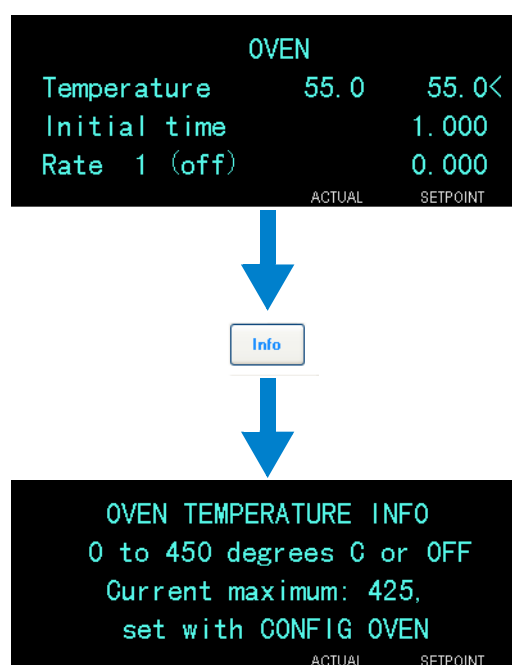 OVEN
Temperature 55.0 55.0<
Initial time 1.000
Rate 1 (off) 0.000
ACTUAL SETPOINT
Info
OVEN TEMPERATURE INFO
0 to 450 degrees C or OFF
Current maximum: 425,
set with CONFIG OVEN
ACTUAL SETPOINT